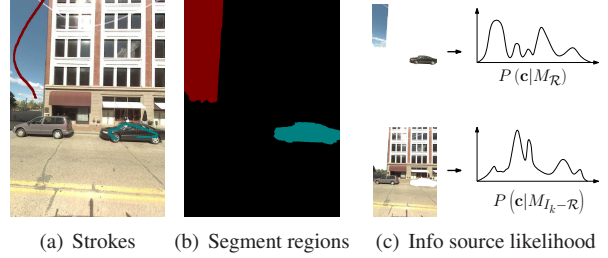 P (c|M_R)
P (c|M_{I_k−R})
(a) Strokes (b) Segment regions (c) Info source likelihood